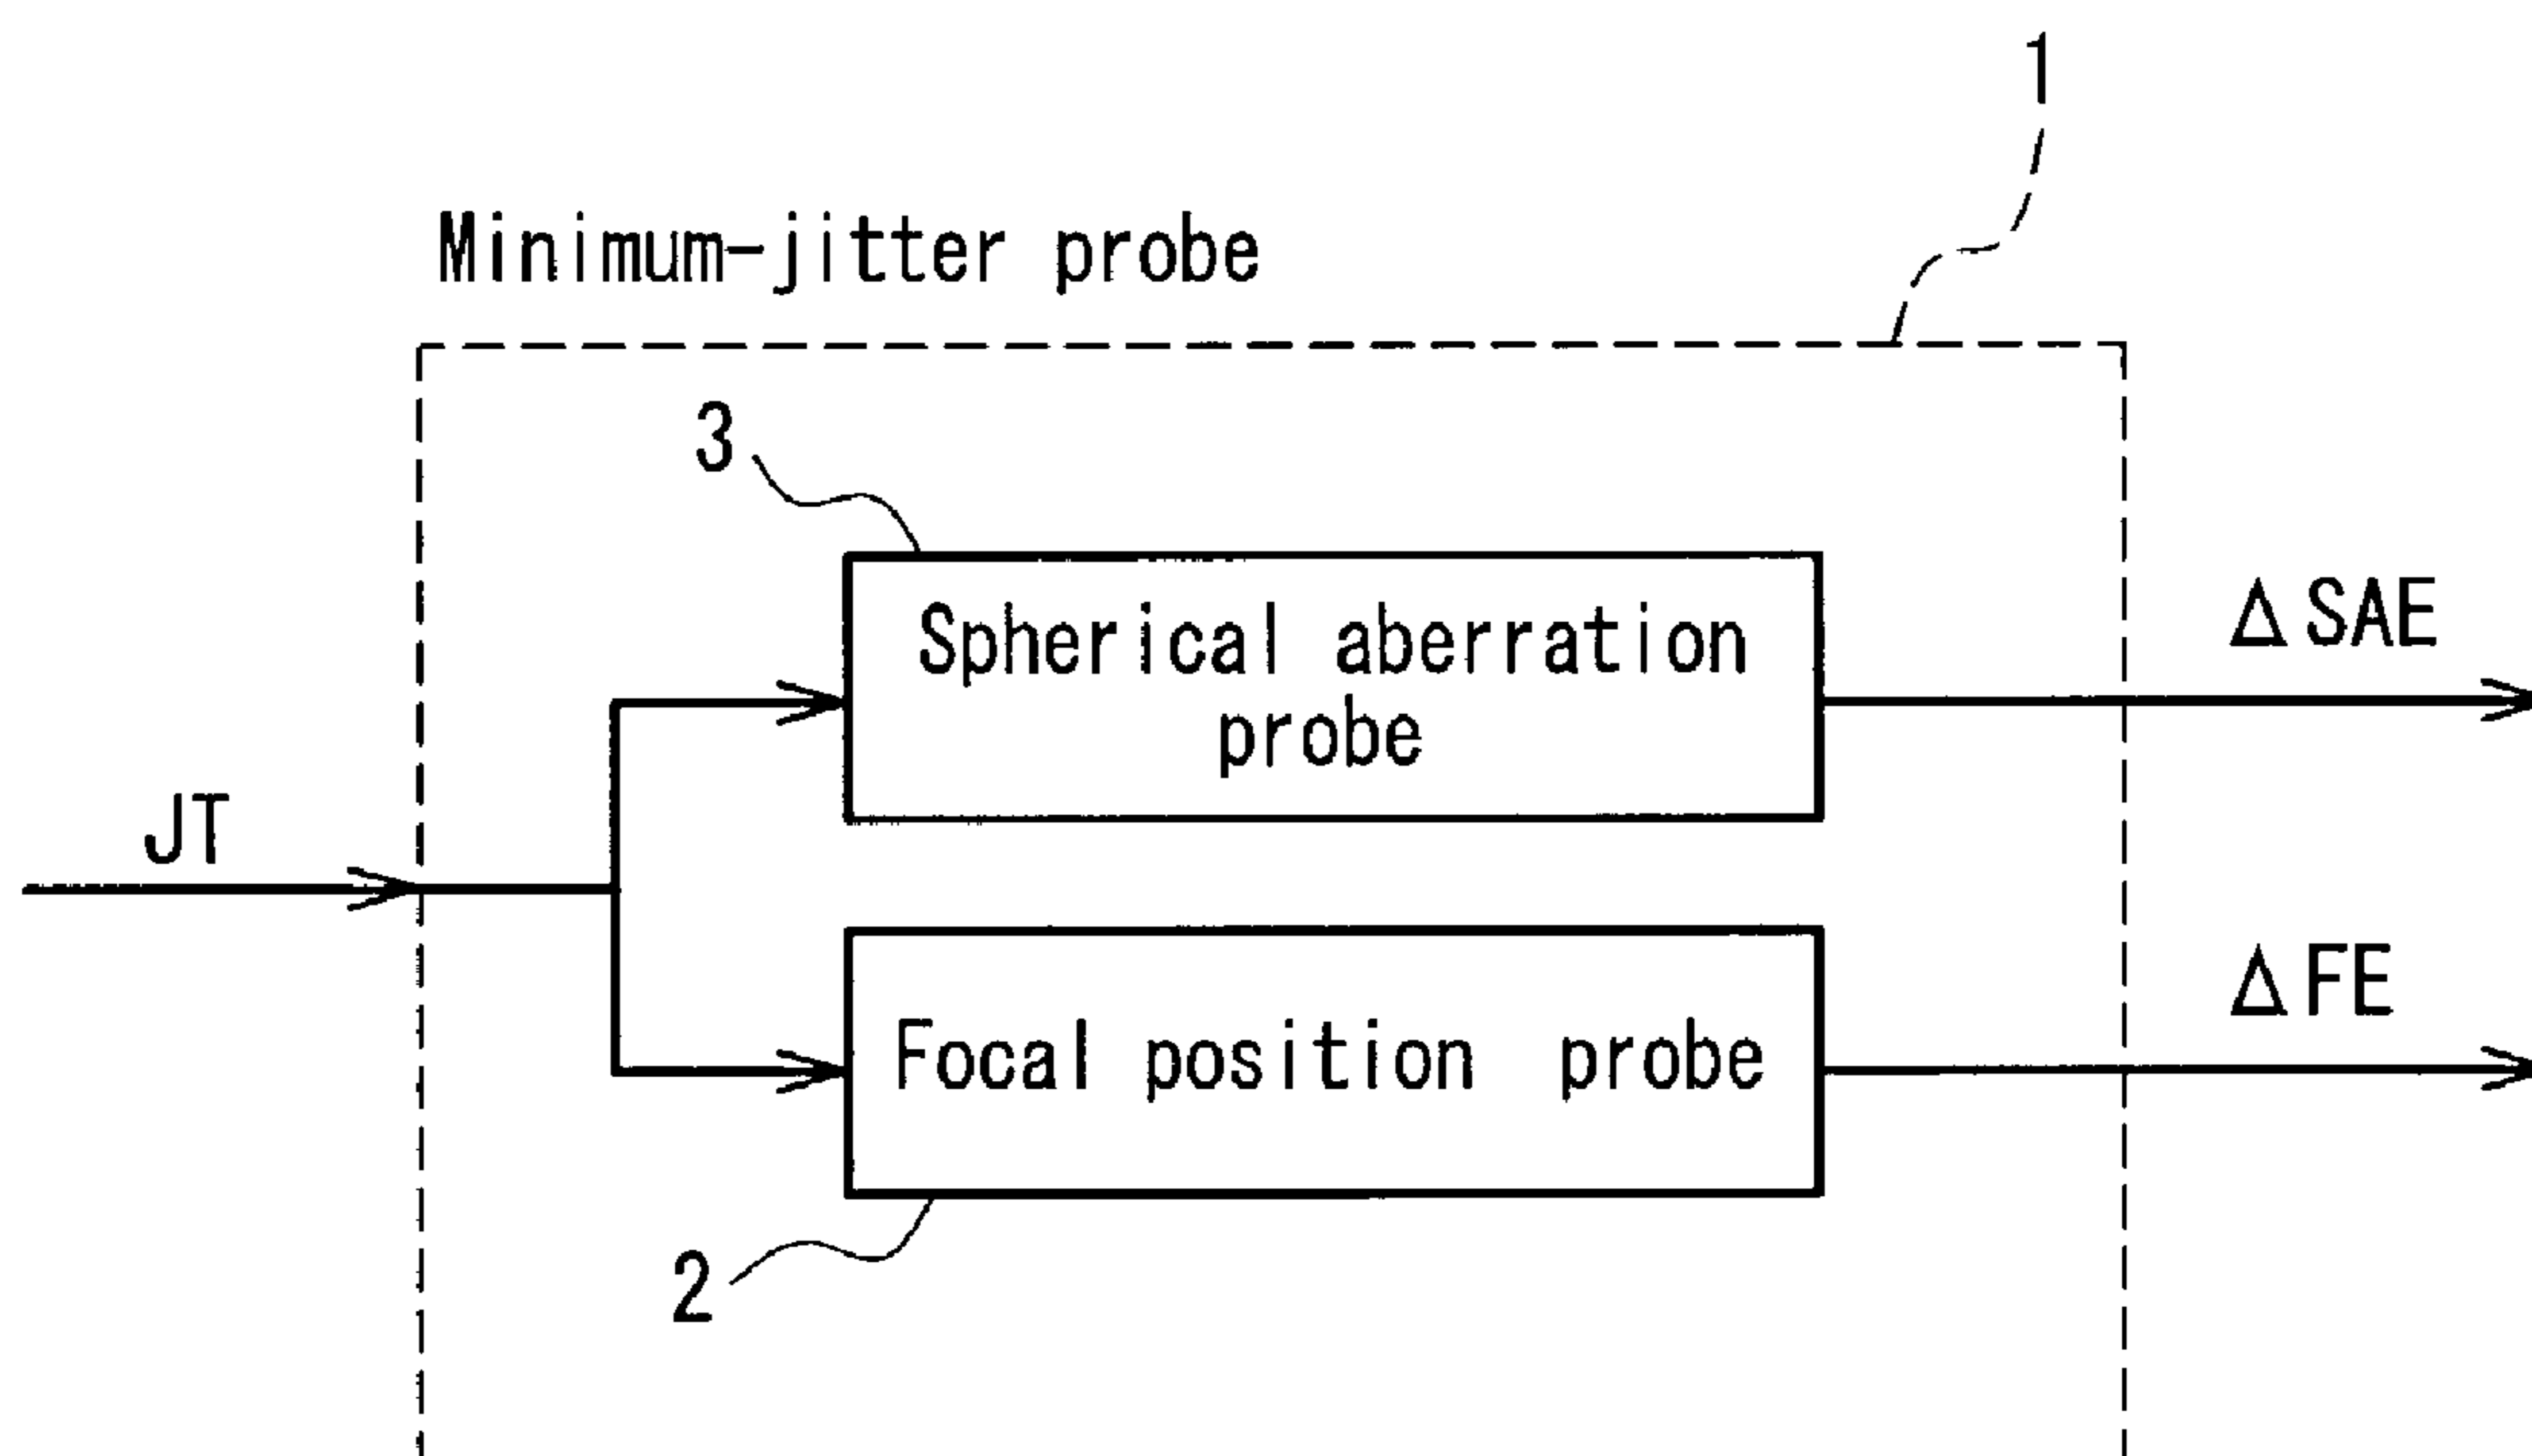 1
Minimum-jitter probe
3
Spherical aberration
probe
ΔSAE
JT
Focal position probe
ΔFE
2